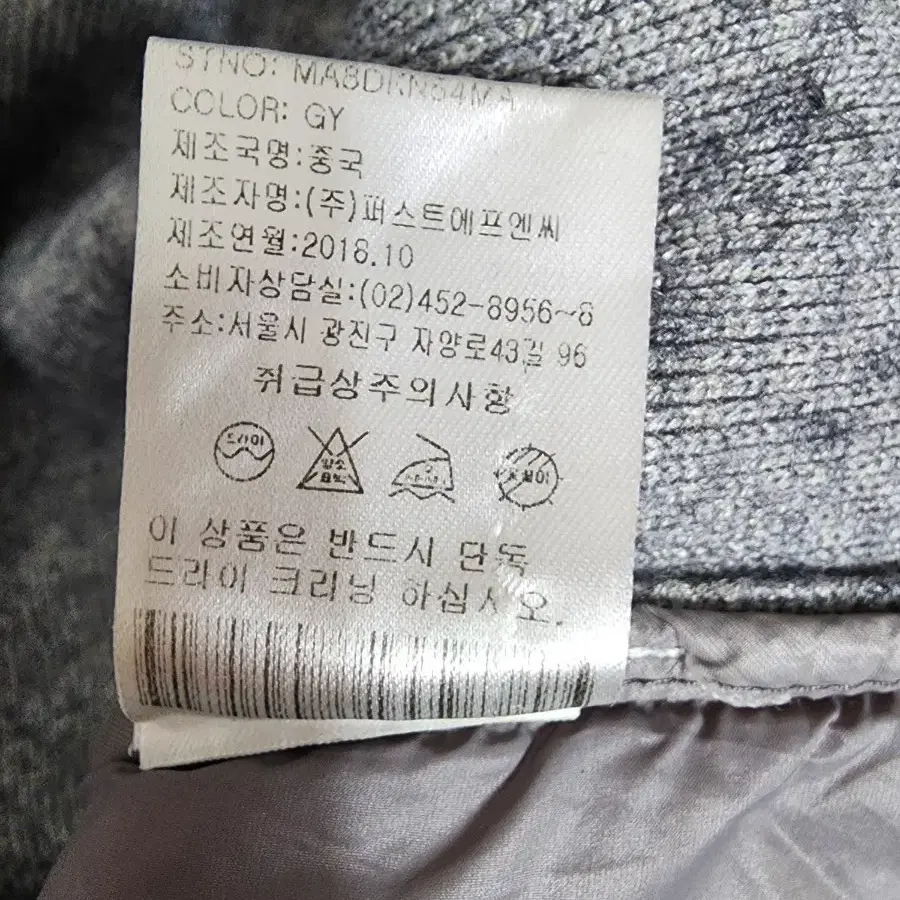 STNO: MA8DKN54MA
COLOR: GY
제조국명:중국
제조자명:(주)퍼스트에프엔씨
제조연월:2018.10
소비자상담실:(02)452-8956~8
주소:서울시 광진구 자양로43길 96
취급상주의사항
드라이
염소
표백
이 상품은 반드시 단독
드라이 크리닝 하십시오.